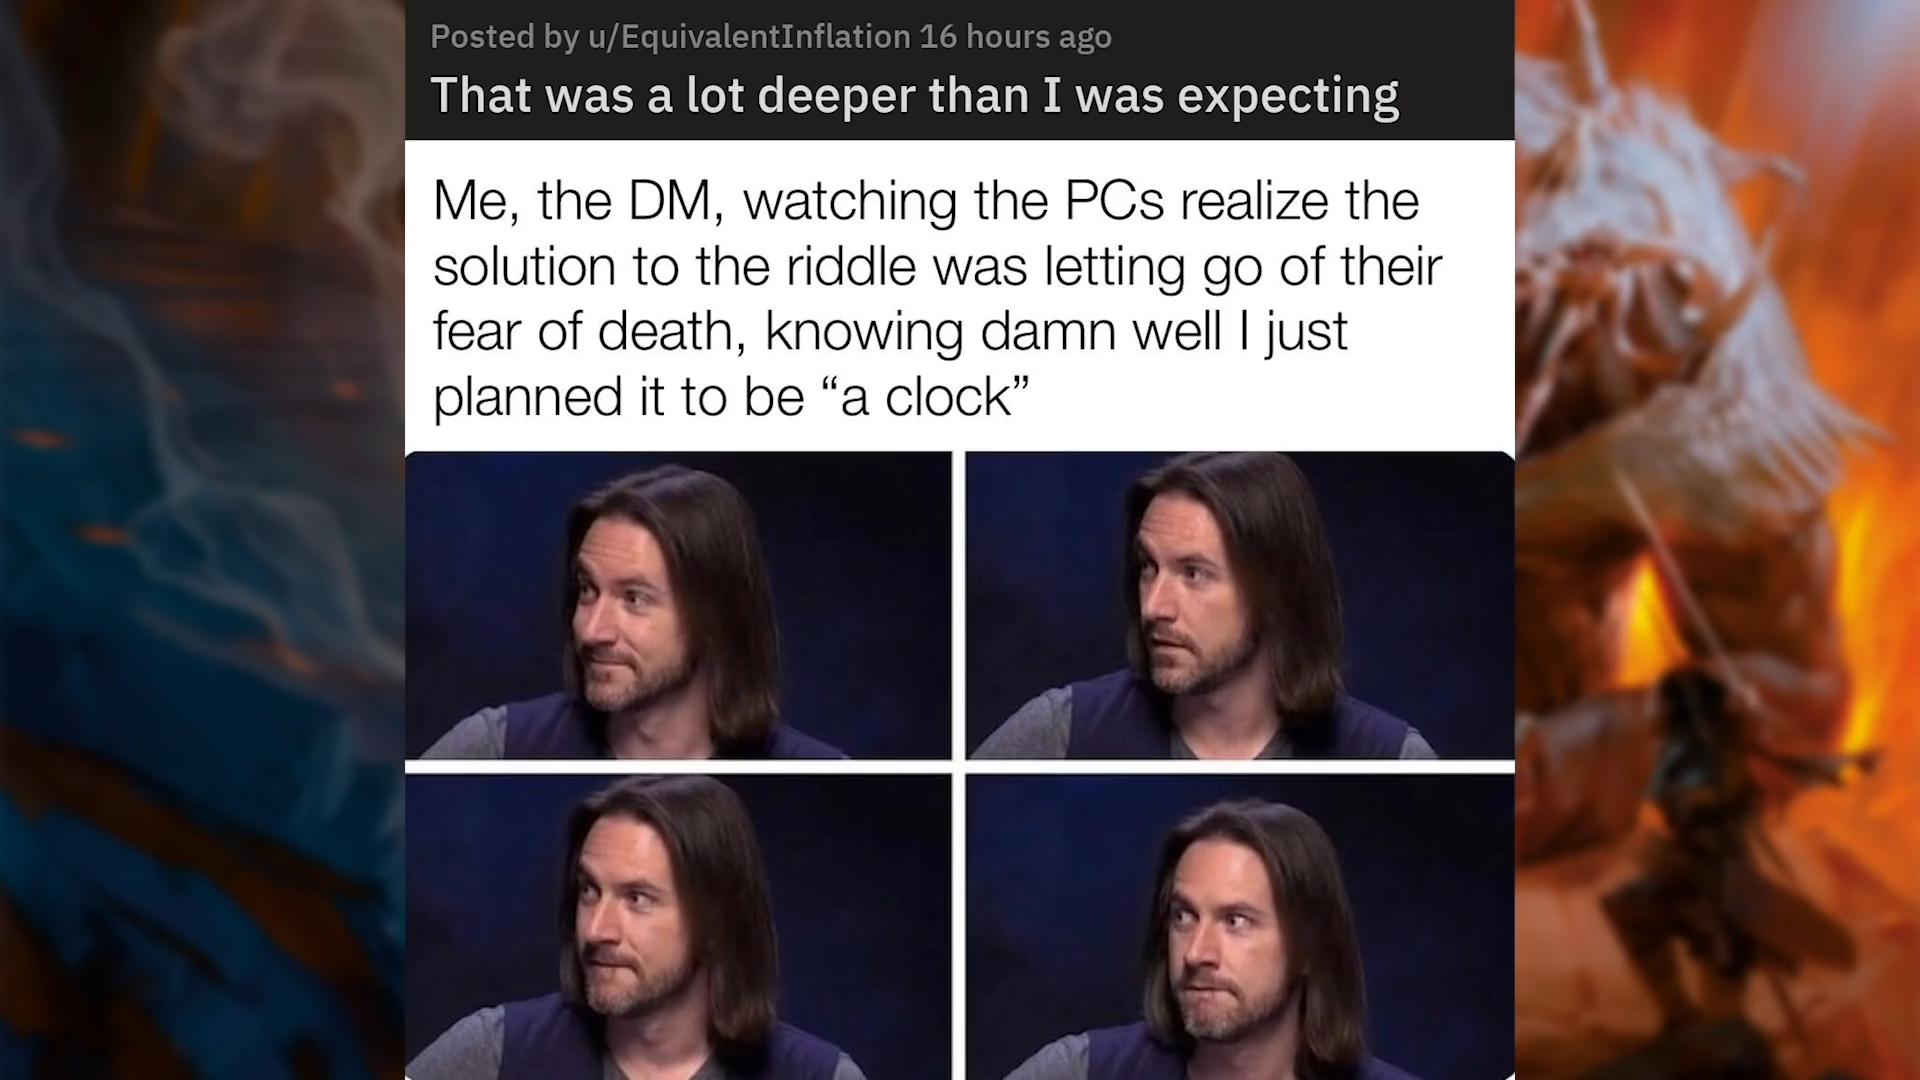 Posted by u/EquivalentInflation 16 hours ago
That was a lot deeper than I was expecting
Me, the DM, watching the PCs realize the
solution to the riddle was letting go of their
fear of death, knowing damn well I just
planned it to be “a clock”